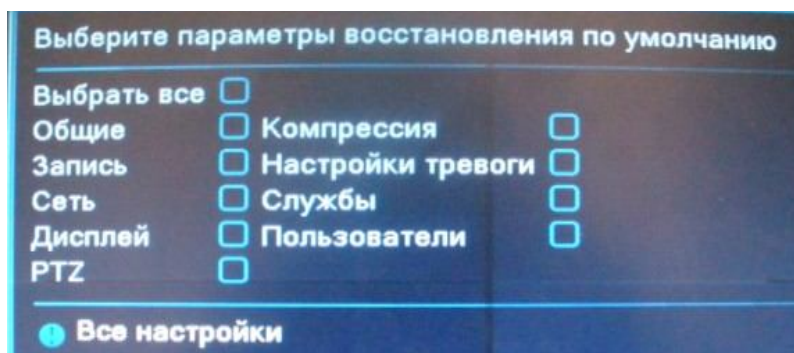 Выберите параметры восстановления по умолчанию
Выбрать все
Общие Компрессия
Запись Настройки тревоги
Сеть Службы
Дисплей Пользователи
PTZ
Все настройки